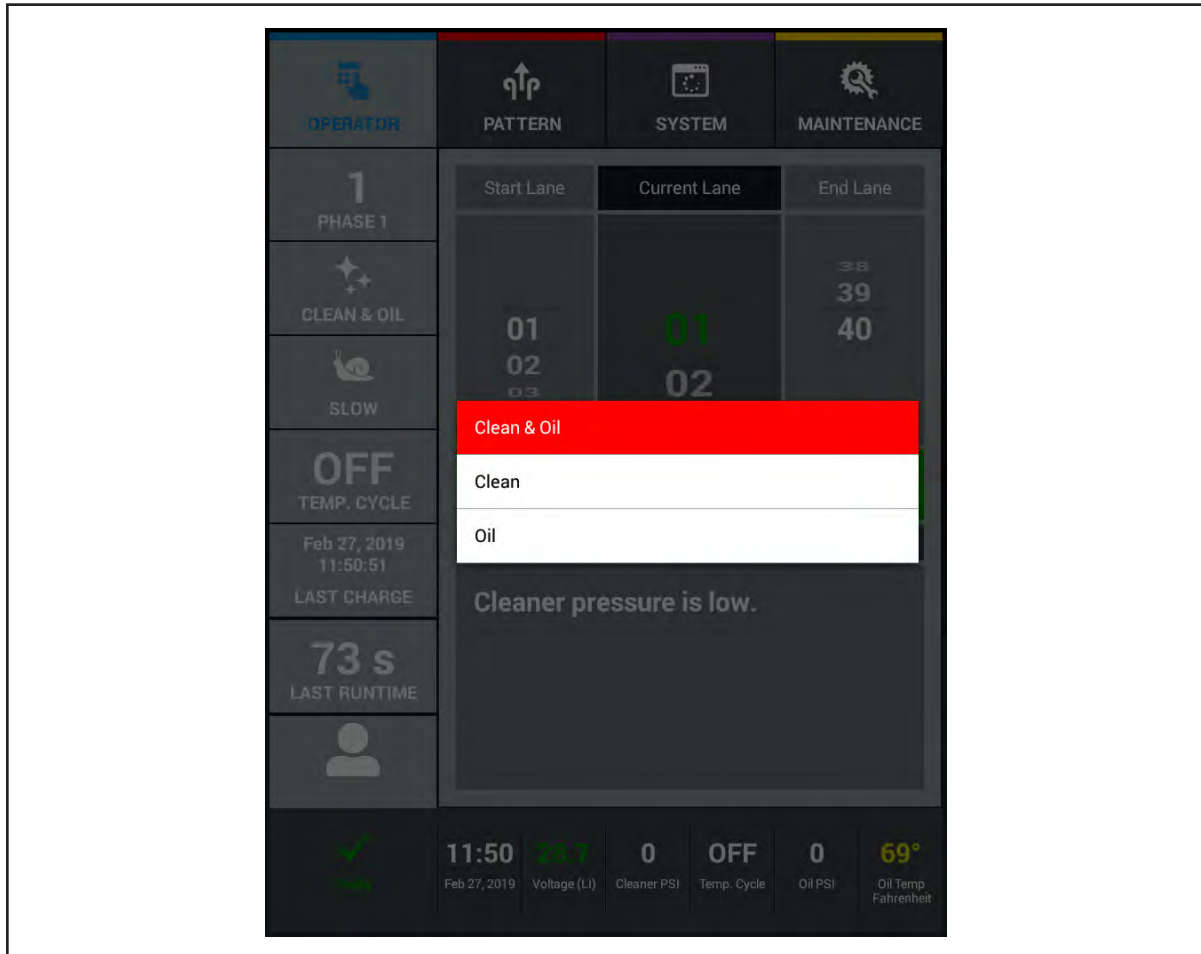 OPERATOR
PATTERN
SYSTEM
MAINTENANCE
1
PHASE 1
CLEAN & OIL
SLOW
OFF
TEMP. CYCLE
Feb 27, 2019
11:50:51
LAST CHARGE
73 s
LAST RUNTIME
Start Lane
Current Lane
End Lane
01
02
03
01
02
38
39
40
Clean & Oil
Clean
Oil
Cleaner pressure is low.
11:50
Feb 27, 2019
Voltage (LI)
0
Cleaner PSI
OFF
Temp. Cycle
0
Oil PSI
69°
Oil Temp
Fahrenheit